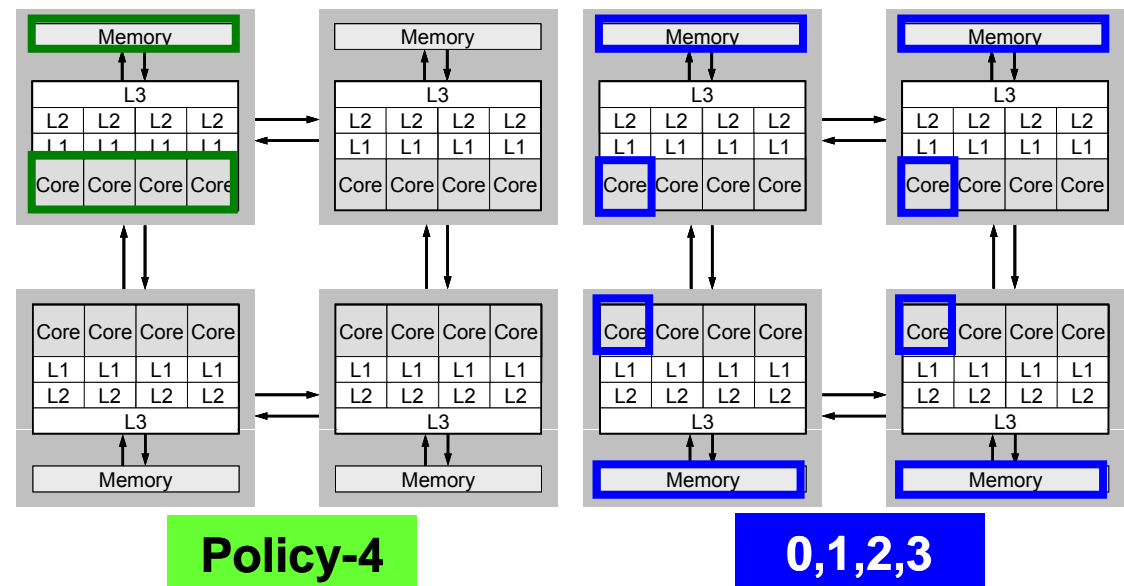 Memory Memory Memory Memory
L3 L3 L3 L3
L2 L2 L2 L2 L2 L2 L2 L2 L2 L2 L2 L2 L2 L2 L2 L2
L1 L1 L1 L1 L1 L1 L1 L1 L1 L1 L1 L1 L1 L1 L1 L1
Core Core Core Core Core Core Core Core Core Core Core Core Core Core Core Core
Core Core Core Core Core Core Core Core Core Core Core Core Core Core Core Core
L1 L1 L1 L1 L1 L1 L1 L1 L1 L1 L1 L1 L1 L1 L1 L1
L2 L2 L2 L2 L2 L2 L2 L2 L2 L2 L2 L2 L2 L2 L2 L2
L3 L3 L3 L3
Memory Memory Memory Memory
Policy-4 0,1,2,3